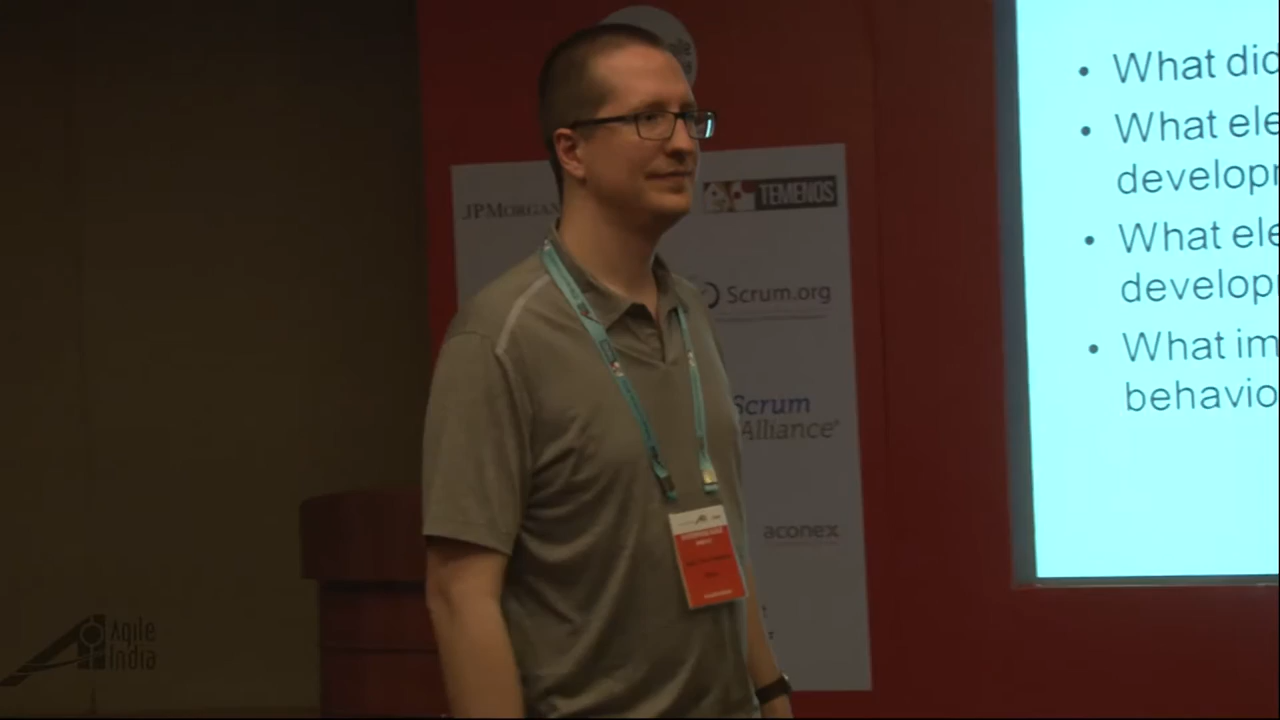 JPMORGAN
TEMENOS
Scrum.org
Scrum
Alliance
aconex
What did
What ele
develop
What ele
develop
What im
behavio
Agile
India